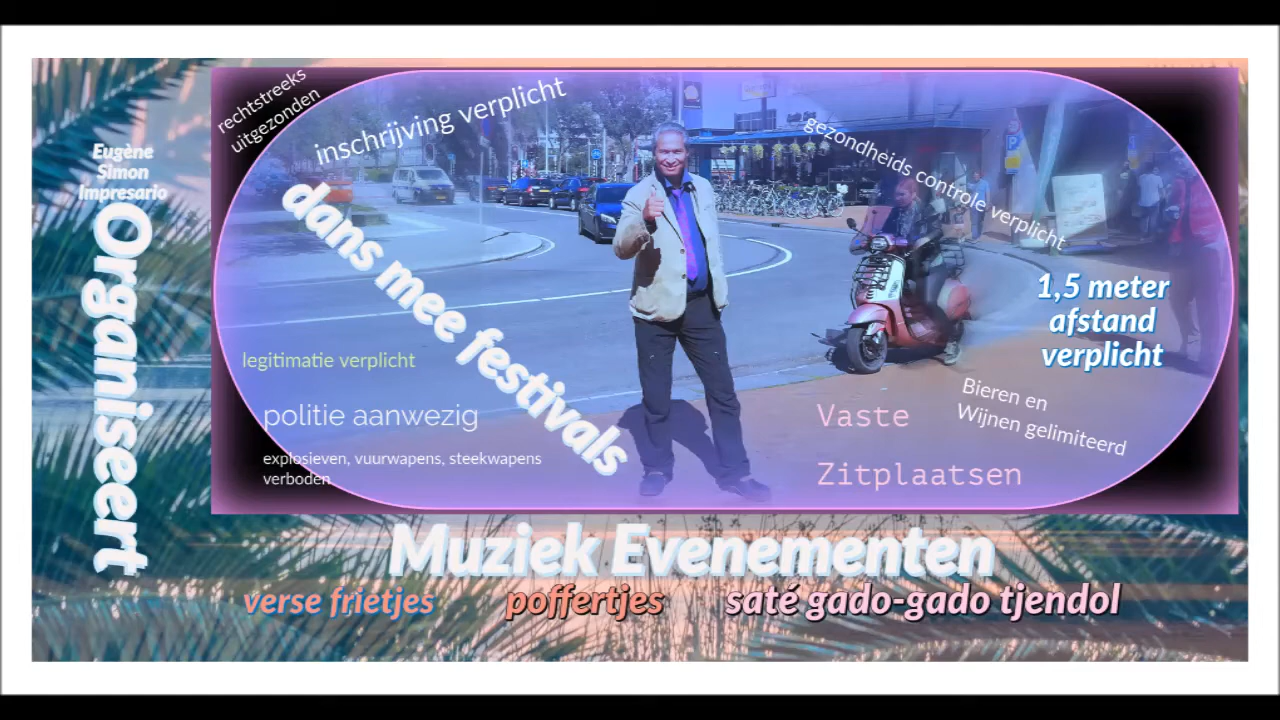 rechtstreeks
uitgezonden
inschrijving verplicht
gezondheids controle verplicht
Eugène
Simon
Impresario
Organiseert
dans mee festivals
1,5 meter
afstand
verplicht
legitimatie verplicht
politie aanwezig
explosieven, vuurwapens, steekwapens
verboden
Bieren en
Wijnen gelimiteerd
Vaste
Zitplaatsen
Muziek Evenementen
verse frietjes
poffertjes
saté gado-gado tjendol
P